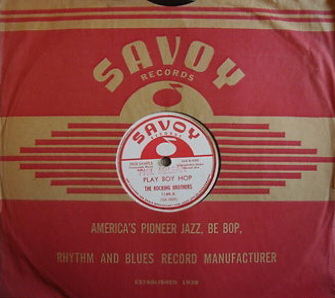 SAVOY
RECORDS
SAVOY
RECORDS
PLAY BOY HOP
THE ROCKING BROTHERS
AMERICA'S PIONEER JAZZ, BE BOP,
RHYTHM AND BLUES RECORD MANUFACTURER
ESTABLISHED 1939